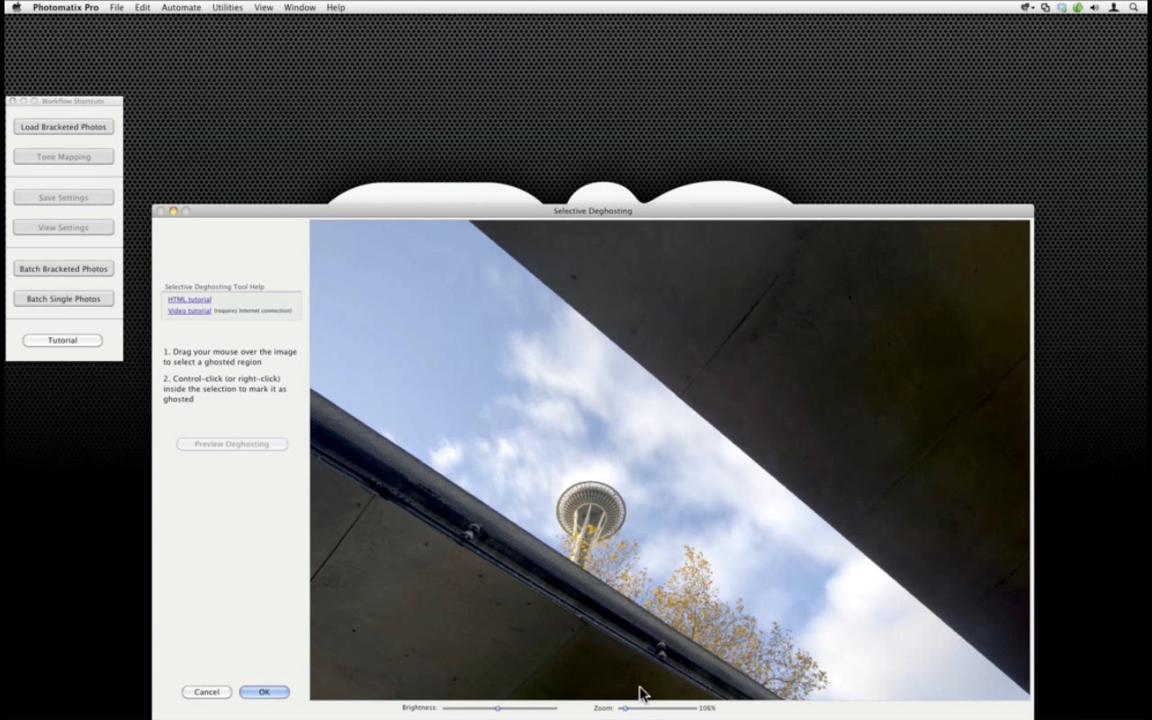 Photomatix Pro File Edit Automate Utilities View Window Help
Workflow Shortcuts
Load Bracketed Photos
Tone Mapping
Save Settings
View Settings
Batch Bracketed Photos
Batch Single Photos
Tutorial
Selective Deghosting
Selective Deghosting Tool Help
HTML tutorial
Video tutorial (requires Internet connection)
1. Drag your mouse over the image
to select a ghosted region
2. Control-click (or right-click)
inside the selection to mark it as
ghosted
Preview Deghosting
Cancel OK
Brightness: Zoom: 106%